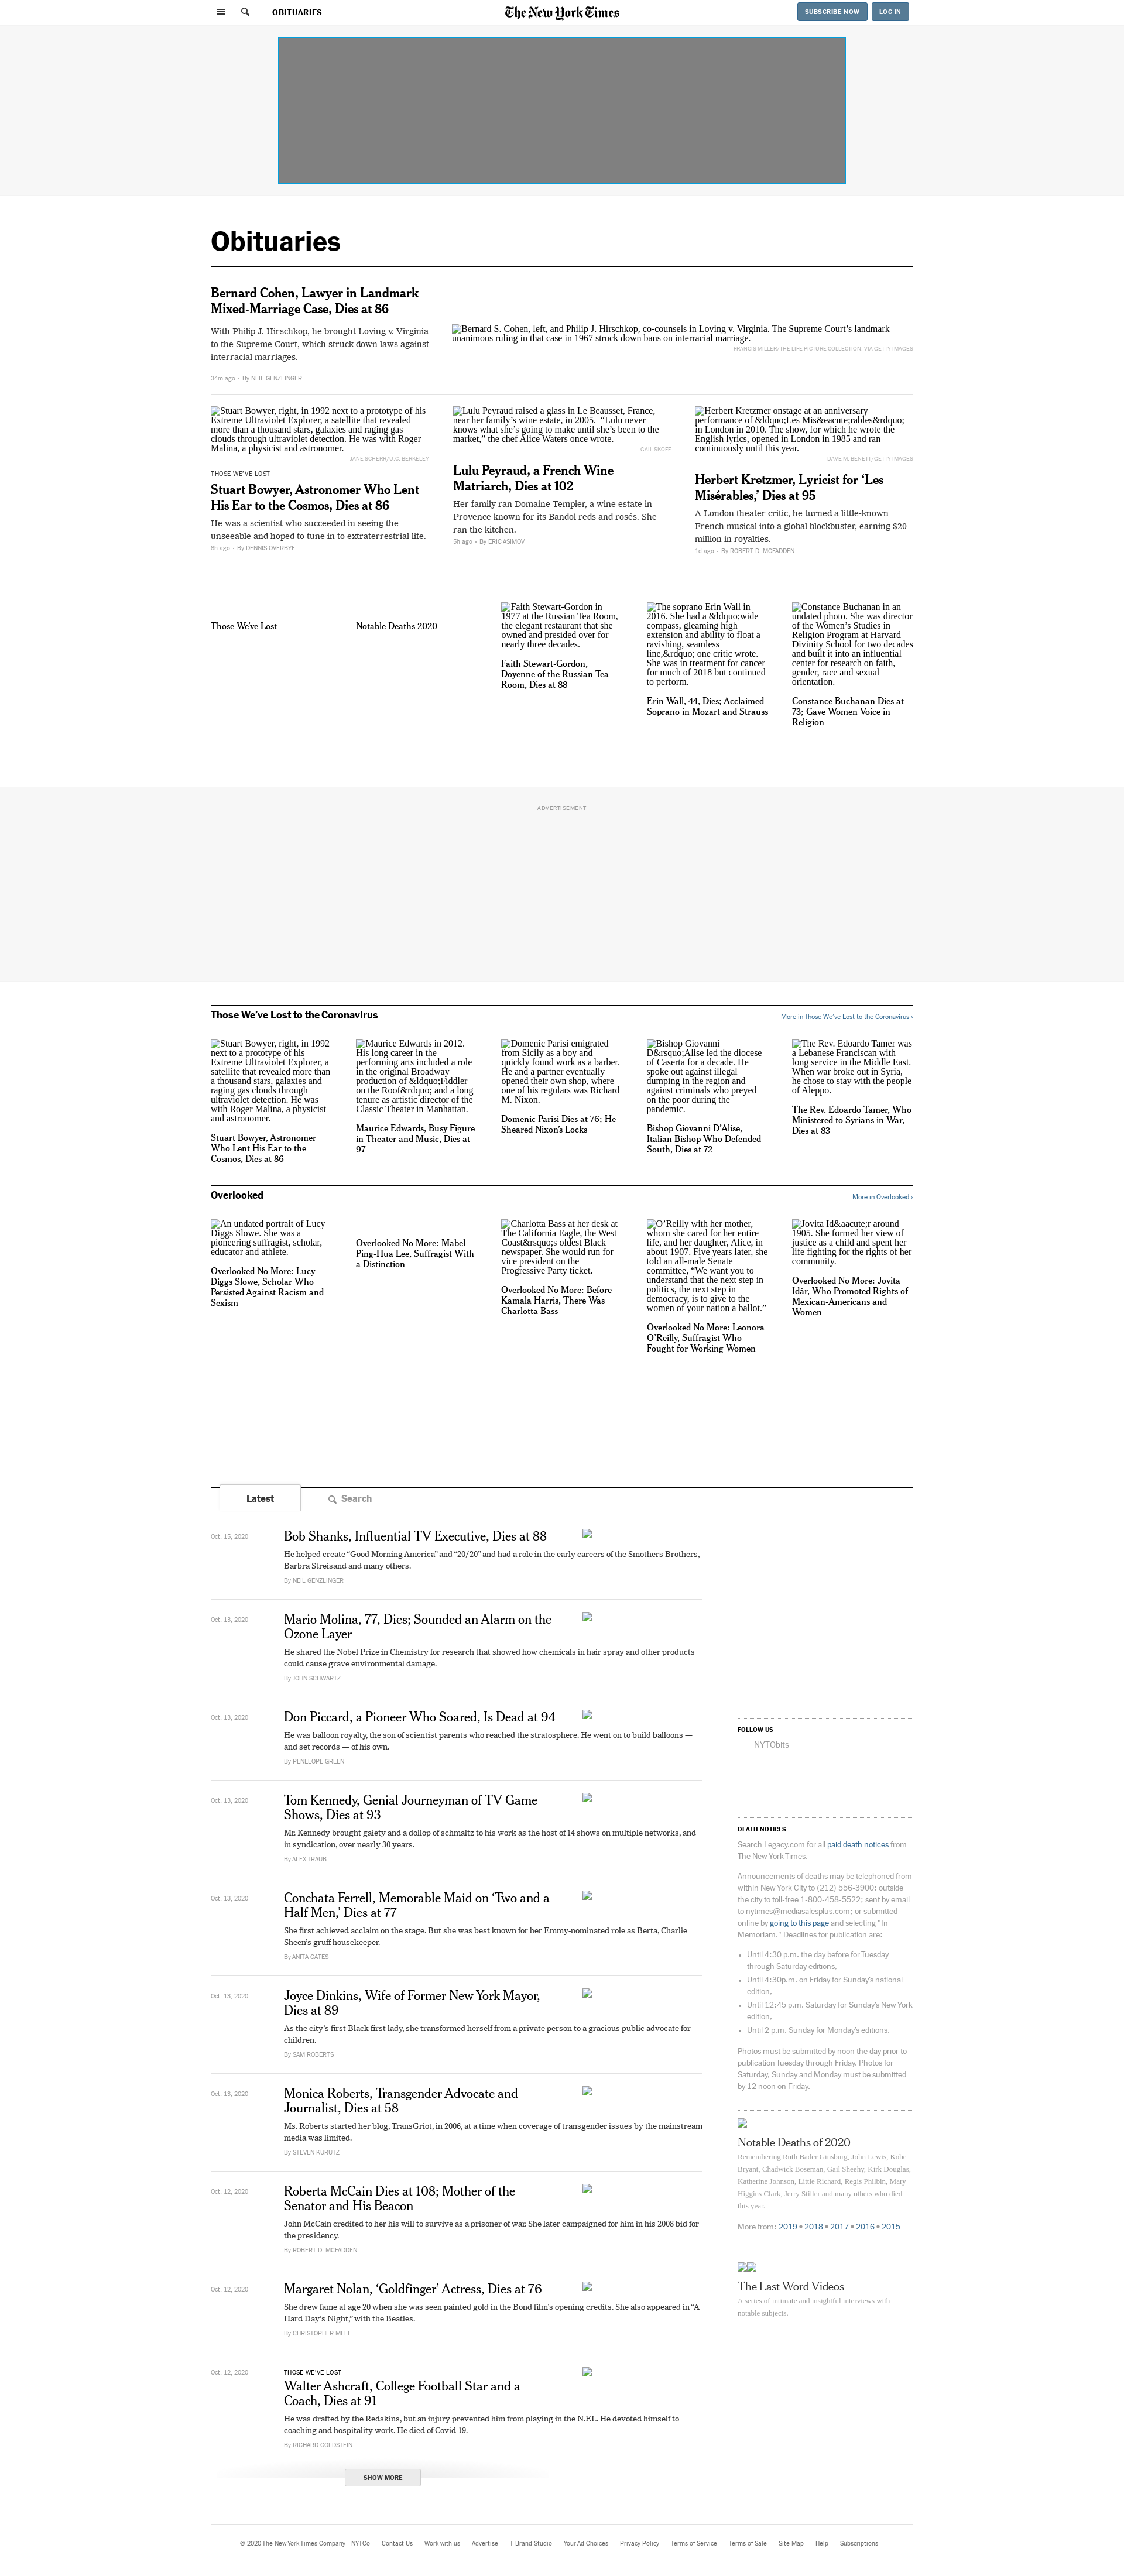 OBITUARIES
The New York Times
SUBSCRIBE NOW
LOG IN
Obituaries
Bernard Cohen, Lawyer in Landmark
Mixed-Marriage Case, Dies at 86
With Philip J. Hirschkop, he brought Loving v. Virginia
to the Supreme Court, which struck down laws against
interracial marriages.
34m ago • By NEIL GENZLINGER
Bernard S. Cohen, left, and Philip J. Hirschkop, co-counsels in Loving v. Virginia. The Supreme Court’s landmark
unanimous ruling in that case in 1967 struck down bans on interracial marriage.
FRANCIS MILLER/THE LIFE PICTURE COLLECTION, VIA GETTY IMAGES
Stuart Bowyer, right, in 1992 next to a prototype of his
Extreme Ultraviolet Explorer, a satellite that revealed
more than a thousand stars, galaxies and raging gas
clouds through ultraviolet detection. He was with Roger
Malina, a physicist and astronomer.
JANE SCHERR/U.C. BERKELEY
THOSE WE’VE LOST
Stuart Bowyer, Astronomer Who Lent
His Ear to the Cosmos, Dies at 86
He was a scientist who succeeded in seeing the
unseeable and hoped to tune in to extraterrestrial life.
8h ago • By DENNIS OVERBYE
Lulu Peyraud raised a glass in Le Beausset, France,
near her family’s wine estate, in 2005.  “Lulu never
knows what she’s going to make until she’s been to the
market,” the chef Alice Waters once wrote.
GAIL SKOFF
Lulu Peyraud, a French Wine
Matriarch, Dies at 102
Her family ran Domaine Tempier, a wine estate in
Provence known for its Bandol reds and rosés. She
ran the kitchen.
5h ago • By ERIC ASIMOV
Herbert Kretzmer onstage at an anniversary
performance of &ldquo;Les Mis&eacute;rables&rdquo;
in London in 2010. The show, for which he wrote the
English lyrics, opened in London in 1985 and ran
continuously until this year.
DAVE M. BENETT/GETTY IMAGES
Herbert Kretzmer, Lyricist for ‘Les
Misérables,’ Dies at 95
A London theater critic, he turned a little-known
French musical into a global blockbuster, earning $20
million in royalties.
1d ago • By ROBERT D. MCFADDEN
Those We’ve Lost
Notable Deaths 2020
Faith Stewart-Gordon in
1977 at the Russian Tea Room,
the elegant restaurant that she
owned and presided over for
nearly three decades.
Faith Stewart-Gordon,
Doyenne of the Russian Tea
Room, Dies at 88
The soprano Erin Wall in
2016. She had a &ldquo;wide
compass, gleaming high
extension and ability to float a
ravishing, seamless
line,&rdquo; one critic wrote.
She was in treatment for cancer
for much of 2018 but continued
to perform.
Erin Wall, 44, Dies; Acclaimed
Soprano in Mozart and Strauss
Constance Buchanan in an
undated photo. She was director
of the Women’s Studies in
Religion Program at Harvard
Divinity School for two decades
and built it into an influential
center for research on faith,
gender, race and sexual
orientation.
Constance Buchanan Dies at
73; Gave Women Voice in
Religion
ADVERTISEMENT
Those We’ve Lost to the Coronavirus
More in Those We’ve Lost to the Coronavirus ›
Stuart Bowyer, right, in 1992
next to a prototype of his
Extreme Ultraviolet Explorer, a
satellite that revealed more than
a thousand stars, galaxies and
raging gas clouds through
ultraviolet detection. He was
with Roger Malina, a physicist
and astronomer.
Stuart Bowyer, Astronomer
Who Lent His Ear to the
Cosmos, Dies at 86
Maurice Edwards in 2012.
His long career in the
performing arts included a role
in the original Broadway
production of &ldquo;Fiddler
on the Roof&rdquo; and a long
tenure as artistic director of the
Classic Theater in Manhattan.
Maurice Edwards, Busy Figure
in Theater and Music, Dies at
97
Domenic Parisi emigrated
from Sicily as a boy and
quickly found work as a barber.
He and a partner eventually
opened their own shop, where
one of his regulars was Richard
M. Nixon.
Domenic Parisi Dies at 76; He
Sheared Nixon’s Locks
Bishop Giovanni
D&rsquo;Alise led the diocese
of Caserta for a decade. He
spoke out against illegal
dumping in the region and
against criminals who preyed
on the poor during the
pandemic.
Bishop Giovanni D’Alise,
Italian Bishop Who Defended
South, Dies at 72
The Rev. Edoardo Tamer was
a Lebanese Franciscan with
long service in the Middle East.
When war broke out in Syria,
he chose to stay with the people
of Aleppo.
The Rev. Edoardo Tamer, Who
Ministered to Syrians in War,
Dies at 83
Overlooked
More in Overlooked ›
An undated portrait of Lucy
Diggs Slowe. She was a
pioneering suffragist, scholar,
educator and athlete.
Overlooked No More: Lucy
Diggs Slowe, Scholar Who
Persisted Against Racism and
Sexism
Overlooked No More: Mabel
Ping-Hua Lee, Suffragist With
a Distinction
Charlotta Bass at her desk at
The California Eagle, the West
Coast&rsquo;s oldest Black
newspaper. She would run for
vice president on the
Progressive Party ticket.
Overlooked No More: Before
Kamala Harris, There Was
Charlotta Bass
O’Reilly with her mother,
whom she cared for her entire
life, and her daughter, Alice, in
about 1907. Five years later, she
told an all-male Senate
committee, “We want you to
understand that the next step in
politics, the next step in
democracy, is to give to the
women of your nation a ballot.”
Overlooked No More: Leonora
O’Reilly, Suffragist Who
Fought for Working Women
Jovita Id&aacute;r around
1905. She formed her view of
justice as a child and spent her
life fighting for the rights of her
community.
Overlooked No More: Jovita
Idár, Who Promoted Rights of
Mexican-Americans and
Women
Latest
Search
Oct. 15, 2020
Bob Shanks, Influential TV Executive, Dies at 88
He helped create “Good Morning America” and “20/20” and had a role in the early careers of the Smothers Brothers,
Barbra Streisand and many others.
By NEIL GENZLINGER
Oct. 13, 2020
Mario Molina, 77, Dies; Sounded an Alarm on the
Ozone Layer
He shared the Nobel Prize in Chemistry for research that showed how chemicals in hair spray and other products
could cause grave environmental damage.
By JOHN SCHWARTZ
Oct. 13, 2020
Don Piccard, a Pioneer Who Soared, Is Dead at 94
He was balloon royalty, the son of scientist parents who reached the stratosphere. He went on to build balloons —
and set records — of his own.
By PENELOPE GREEN
Oct. 13, 2020
Tom Kennedy, Genial Journeyman of TV Game
Shows, Dies at 93
Mr. Kennedy brought gaiety and a dollop of schmaltz to his work as the host of 14 shows on multiple networks, and
in syndication, over nearly 30 years.
By ALEX TRAUB
Oct. 13, 2020
Conchata Ferrell, Memorable Maid on ‘Two and a
Half Men,’ Dies at 77
She first achieved acclaim on the stage. But she was best known for her Emmy-nominated role as Berta, Charlie
Sheen’s gruff housekeeper.
By ANITA GATES
Oct. 13, 2020
Joyce Dinkins, Wife of Former New York Mayor,
Dies at 89
As the city’s first Black first lady, she transformed herself from a private person to a gracious public advocate for
children.
By SAM ROBERTS
Oct. 13, 2020
Monica Roberts, Transgender Advocate and
Journalist, Dies at 58
Ms. Roberts started her blog, TransGriot, in 2006, at a time when coverage of transgender issues by the mainstream
media was limited.
By STEVEN KURUTZ
Oct. 12, 2020
Roberta McCain Dies at 108; Mother of the
Senator and His Beacon
John McCain credited to her his will to survive as a prisoner of war. She later campaigned for him in his 2008 bid for
the presidency.
By ROBERT D. MCFADDEN
Oct. 12, 2020
Margaret Nolan, ‘Goldfinger’ Actress, Dies at 76
She drew fame at age 20 when she was seen painted gold in the Bond film’s opening credits. She also appeared in “A
Hard Day’s Night,” with the Beatles.
By CHRISTOPHER MELE
Oct. 12, 2020
THOSE WE’VE LOST
Walter Ashcraft, College Football Star and a
Coach, Dies at 91
He was drafted by the Redskins, but an injury prevented him from playing in the N.F.L. He devoted himself to
coaching and hospitality work. He died of Covid-19.
By RICHARD GOLDSTEIN
SHOW MORE
FOLLOW US
NYTObits
DEATH NOTICES
Search Legacy.com for all paid death notices from
The New York Times.
Announcements of deaths may be telephoned from
within New York City to (212) 556-3900; outside
the city to toll-free 1-800-458-5522; sent by email
to nytimes@mediasalesplus.com; or submitted
online by going to this page and selecting "In
Memoriam." Deadlines for publication are:
• Until 4:30 p.m. the day before for Tuesday
through Saturday editions.
• Until 4:30p.m. on Friday for Sunday’s national
edition.
• Until 12:45 p.m. Saturday for Sunday’s New York
edition.
• Until 2 p.m. Sunday for Monday’s editions.
Photos must be submitted by noon the day prior to
publication Tuesday through Friday. Photos for
Saturday, Sunday and Monday must be submitted
by 12 noon on Friday.
Notable Deaths of 2020
Remembering Ruth Bader Ginsburg, John Lewis, Kobe
Bryant, Chadwick Boseman, Gail Sheehy, Kirk Douglas,
Katherine Johnson, Little Richard, Regis Philbin, Mary
Higgins Clark, Jerry Stiller and many others who died
this year.
More from: 2019 • 2018 • 2017 • 2016 • 2015
The Last Word Videos
A series of intimate and insightful interviews with
notable subjects.
© 2020 The New York Times Company NYTCo Contact Us Work with us Advertise T Brand Studio Your Ad Choices Privacy Policy Terms of Service Terms of Sale Site Map Help Subscriptions